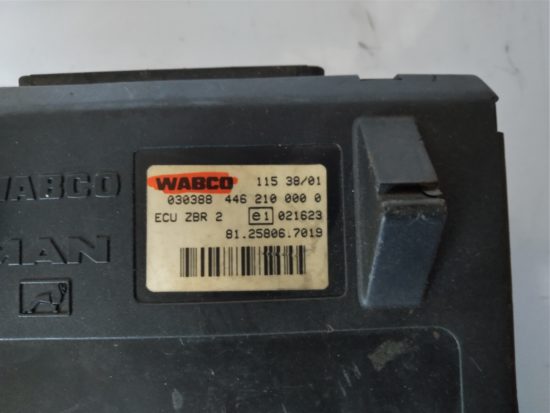 WABCO
MAN
WABCO 115 38/01
030388 446 210 000 0
ECU ZBR 2 e1 021623
81.25806.7019